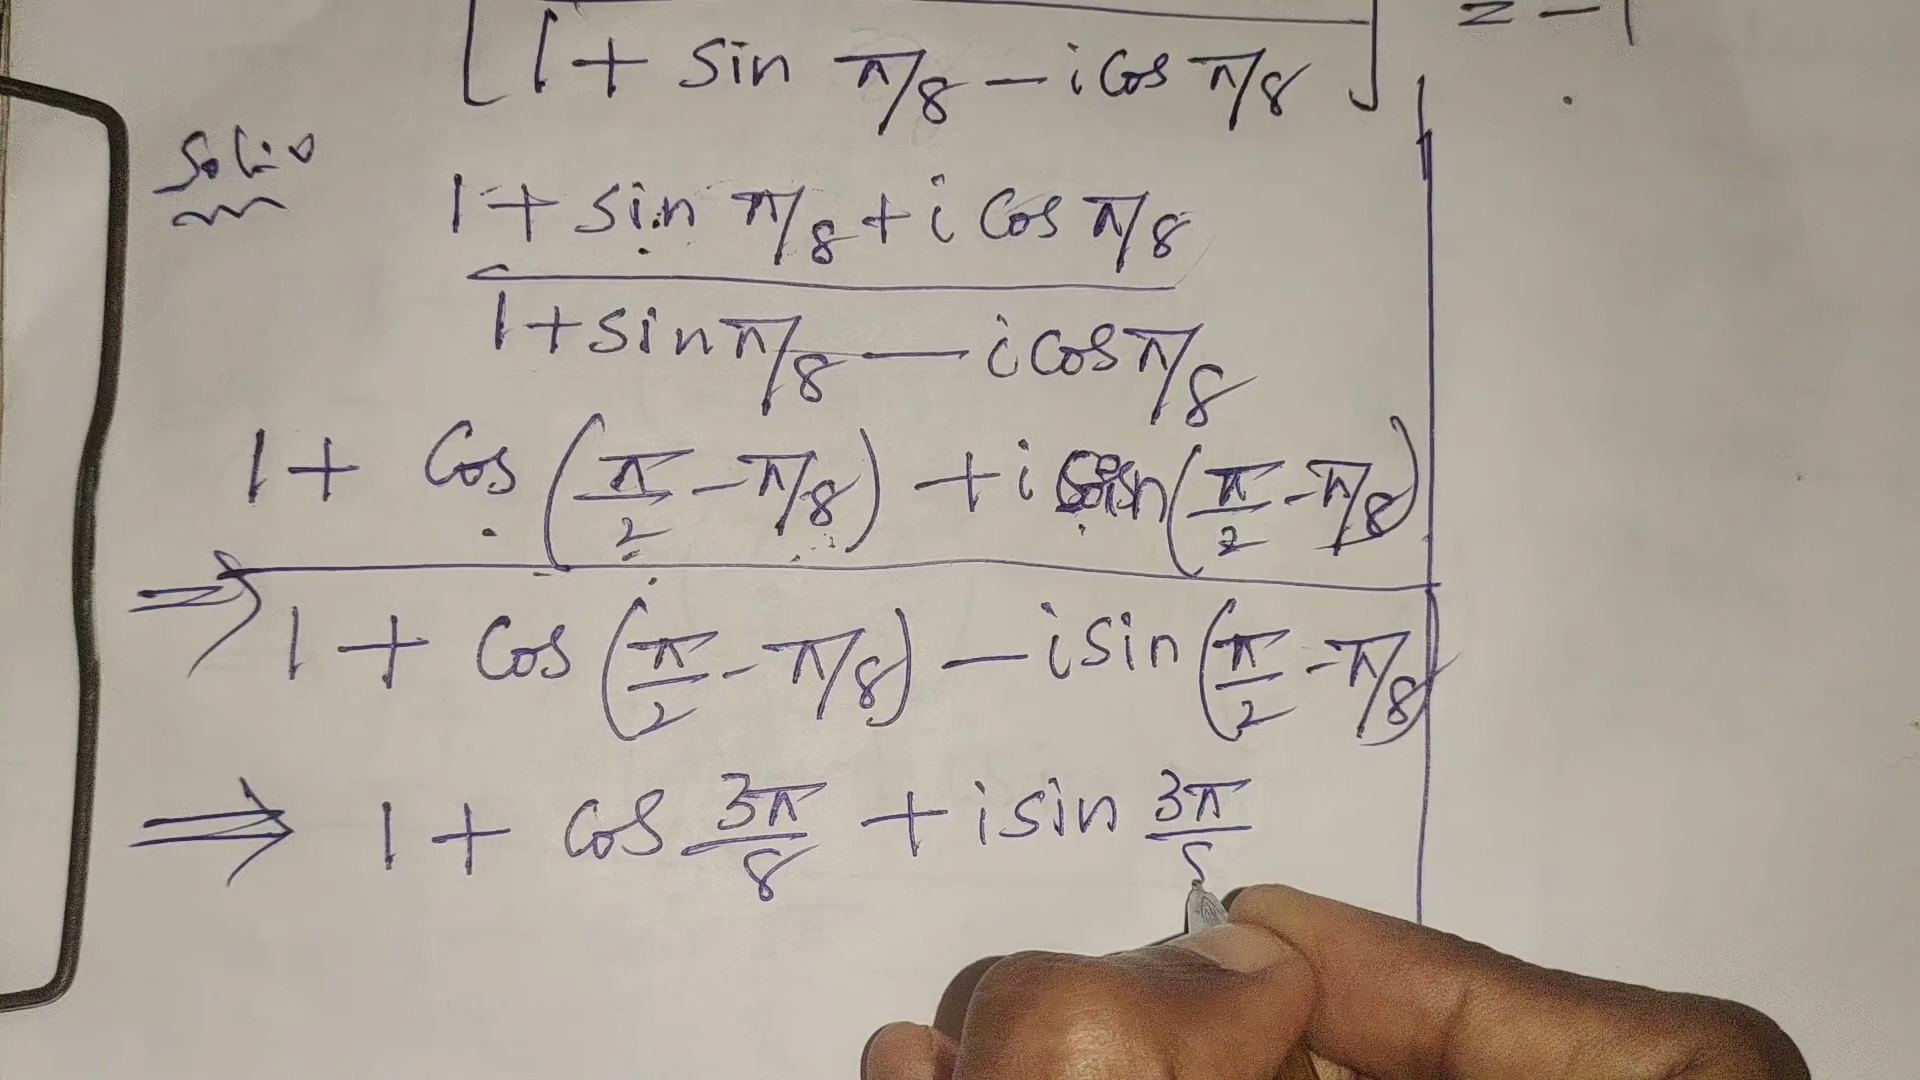 = -1
1 + sin π/8 - i cos π/8
Soln
1 + sin π/8 + i cos π/8
1 + sin π/8 - i cos π/8
1 + cos (π/2 - π/8) + i sin (π/2 - π/8)
⇒
1 + cos (π/2 - π/8) - i sin (π/2 - π/8)
⇒ 1 + cos 3π/8 + i sin 3π/